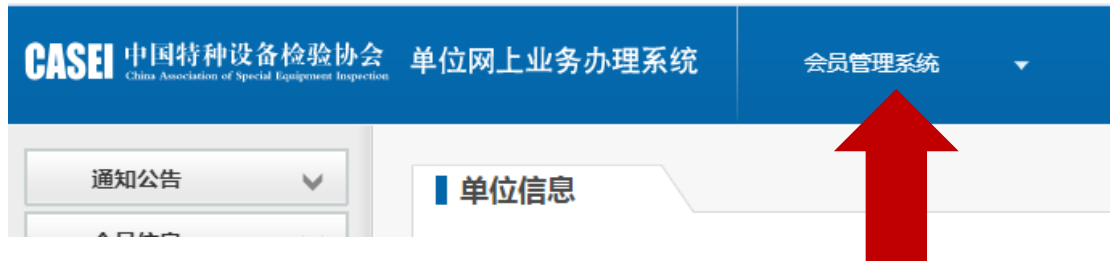 CASEI 中国特种设备检验协会 单位网上业务办理系统 会员管理系统
China Association of Special Equipment Inspection
通知公告
单位信息